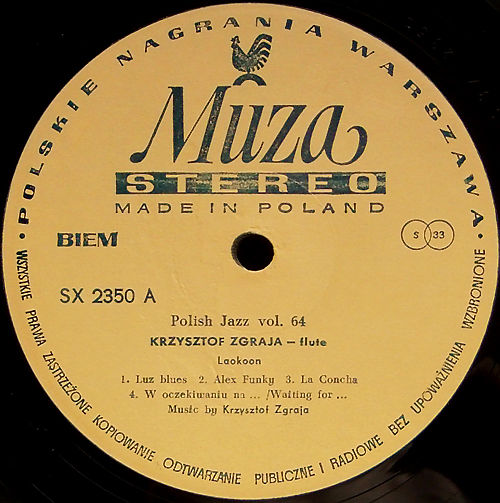 • POLSKIE NAGRANIA WARSZAWA •
Muza
STEREO
MADE IN POLAND
BIEM
S 33
SX 2350 A
Polish Jazz vol. 64
KRZYSZTOF ZGRAJA – flute
Laokoon
1. Luz blues 2. Alex Funky 3. La Concha
4. W oczekiwaniu na ... /Waiting for ...
Music by Krzysztof Zgraja
WSZYSTKIE PRAWA ZASTRZEŻONE KOPIOWANIE ODTWARZANIE PUBLICZNE I RADIOWE BEZ UPOWAŻNIENIA WZBRONIONE